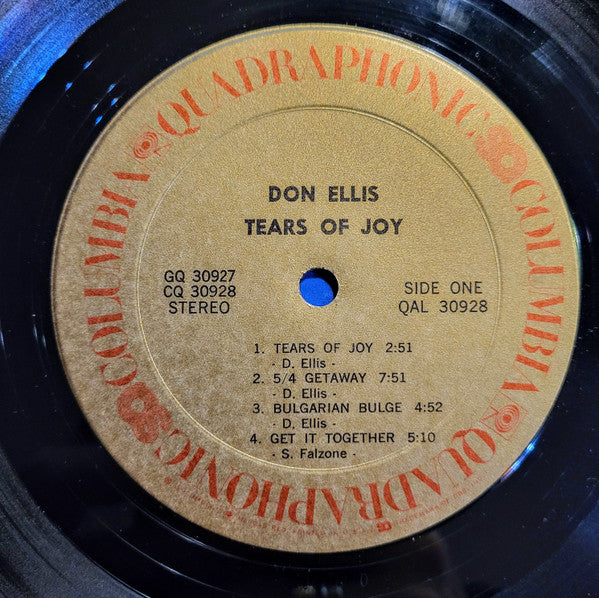 COLUMBIA QUADRAPHONIC COLUMBIA QUADRAPHONIC
DON ELLIS
TEARS OF JOY
GQ 30927
CQ 30928
STEREO
SIDE ONE
QAL 30928
1. TEARS OF JOY 2:51
- D. Ellis -
2. 5/4 GETAWAY 7:51
- D. Ellis -
3. BULGARIAN BULGE 4:52
- D. Ellis -
4. GET IT TOGETHER 5:10
- S. Falzone -